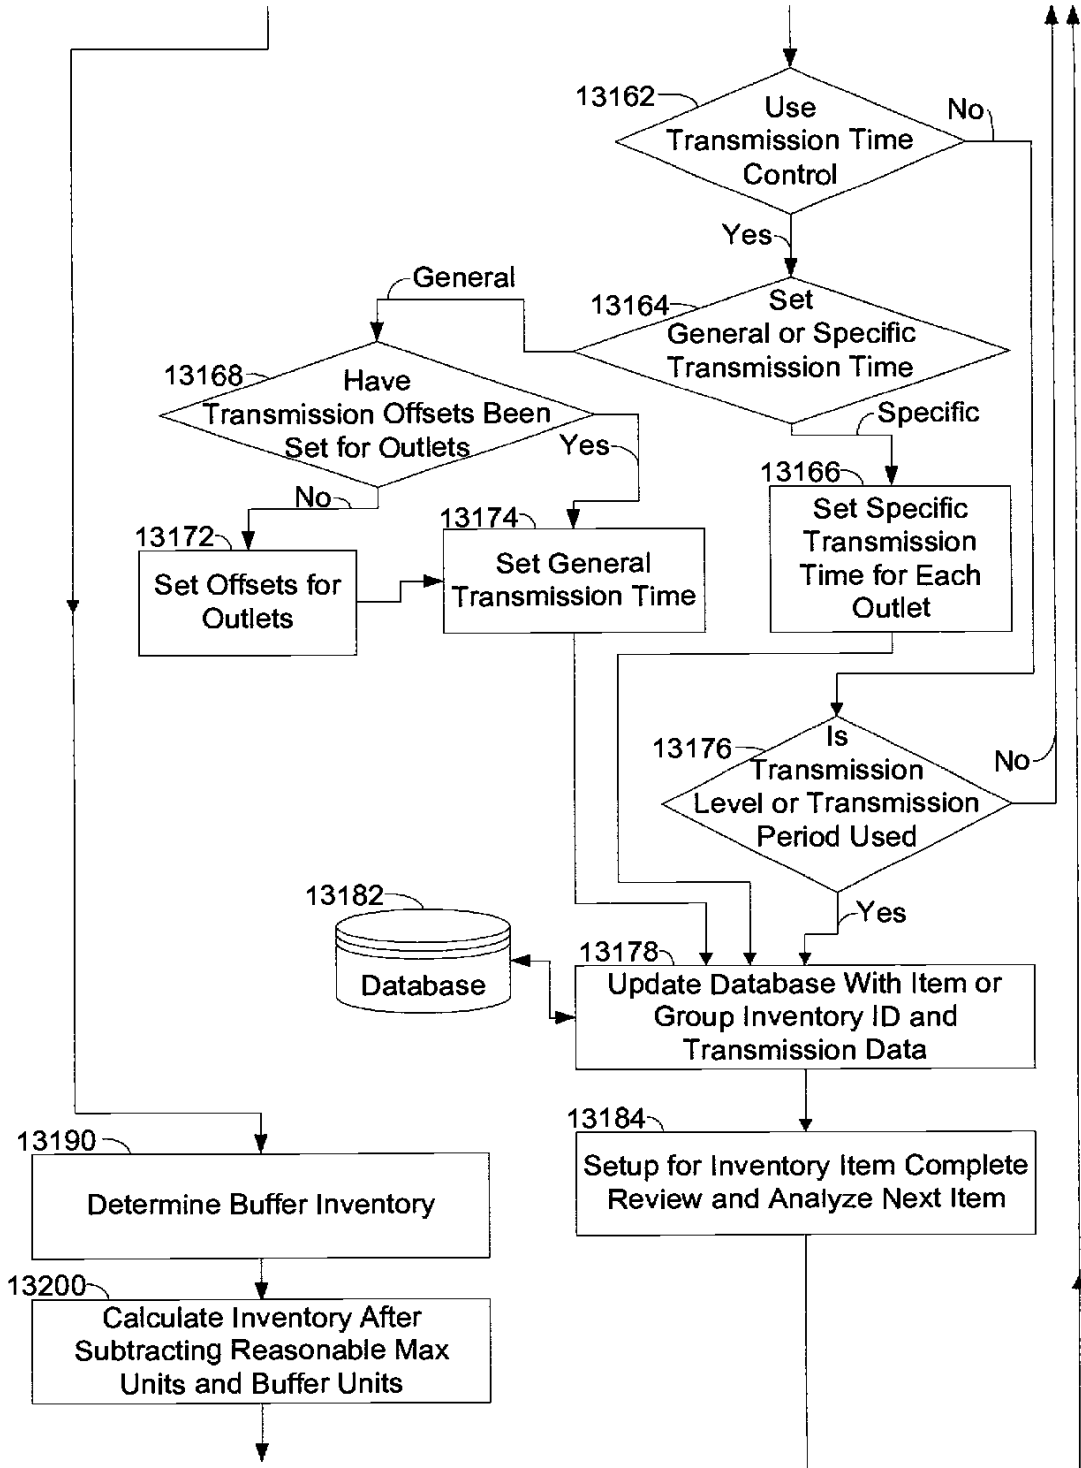 13162
Use
Transmission Time
Control
No
Yes
General
13164
Set
General or Specific
Transmission Time
13168
Have
Transmission Offsets Been
Set for Outlets
Specific
Yes
No
13166
Set Specific
Transmission
Time for Each
Outlet
13172
Set Offsets for
Outlets
13174
Set General
Transmission Time
13176
Is
Transmission
Level or Transmission
Period Used
No
Yes
13182
Database
13178
Update Database With Item or
Group Inventory ID and
Transmission Data
13184
Setup for Inventory Item Complete
Review and Analyze Next Item
13190
Determine Buffer Inventory
13200
Calculate Inventory After
Subtracting Reasonable Max
Units and Buffer Units